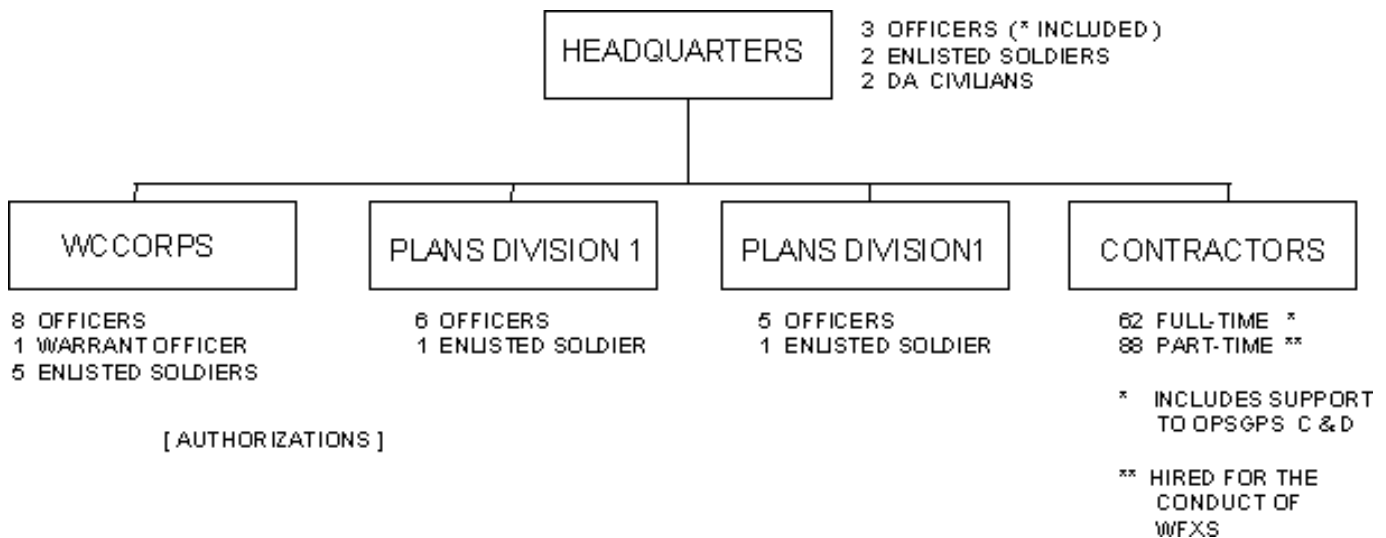 HEADQUARTERS
3 OFFICERS (* INCLUDED)
2 ENLISTED SOLDIERS
2 DA CIVILIANS
WCCORPS
8 OFFICERS
1 WARRANT OFFICER
5 ENLISTED SOLDIERS
PLANS DIVISION 1
6 OFFICERS
1 ENLISTED SOLDIER
PLANS DIVISION1
5 OFFICERS
1 ENLISTED SOLDIER
CONTRACTORS
62 FULL-TIME *
88 PART-TIME **
* INCLUDES SUPPORT
TO OPSGPS C & D
** HIRED FOR THE
CONDUCT OF
WFXS
[ AUTHORIZATIONS ]